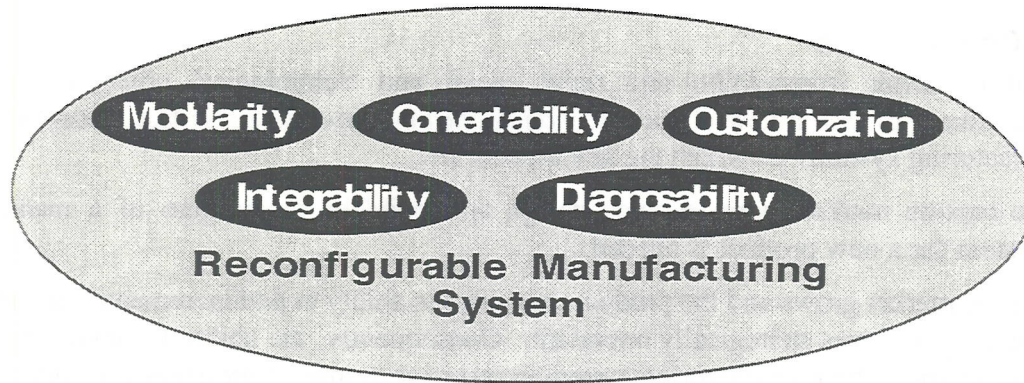 Modularity Convertability Customization
Integrability Diagnosability
Reconfigurable Manufacturing
System